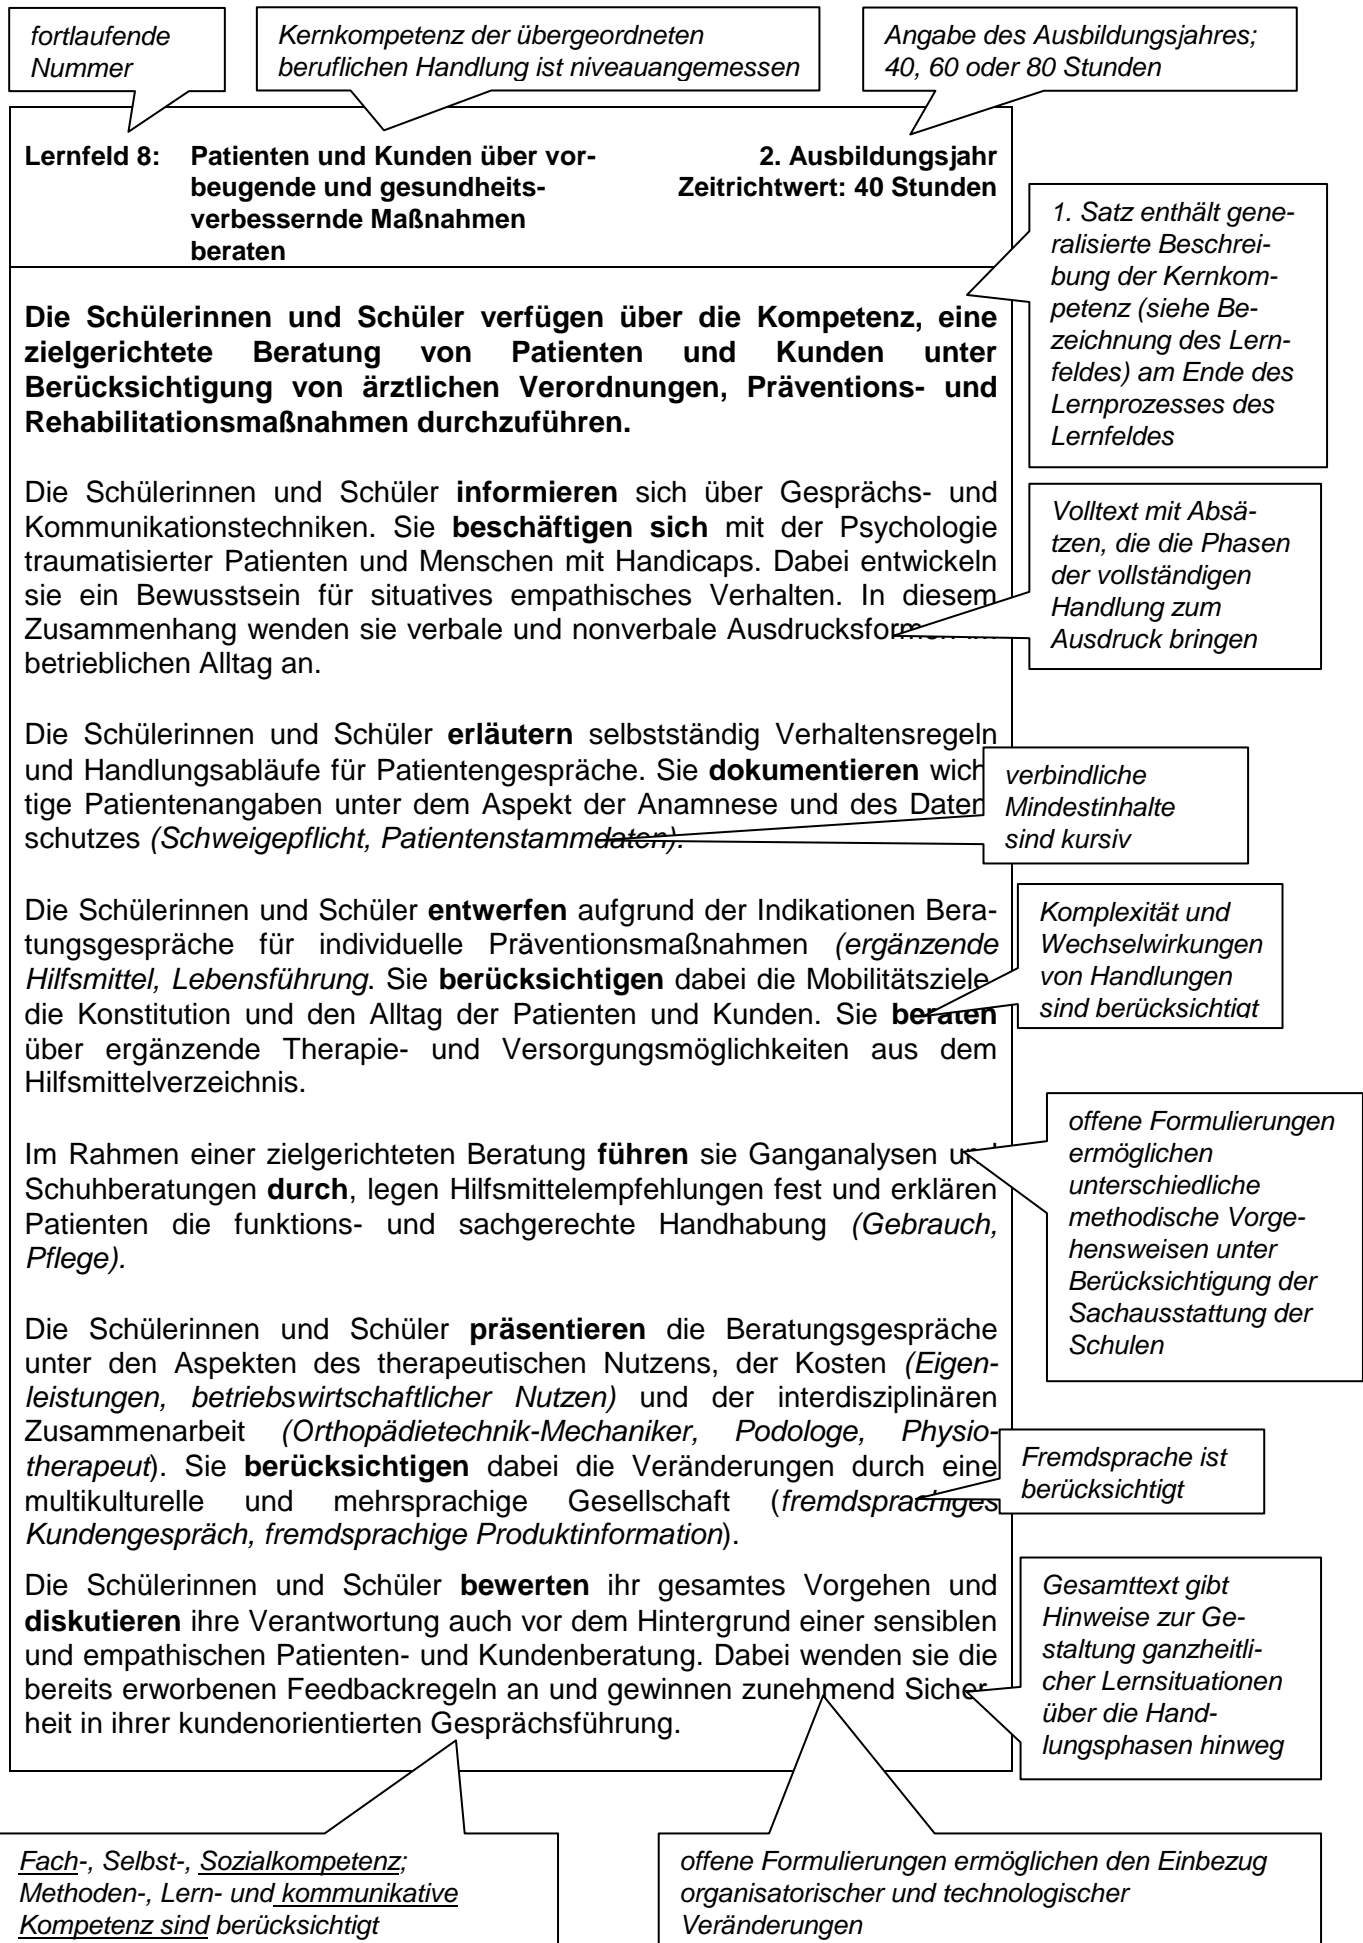 fortlaufende
Nummer
Kernkompetenz der übergeordneten
beruflichen Handlung ist niveauangemessen
Angabe des Ausbildungsjahres;
40, 60 oder 80 Stunden
Lernfeld 8: Patienten und Kunden über vor-
beugende und gesundheits-
verbessernde Maßnahmen
beraten
2. Ausbildungsjahr
Zeitrichtwert: 40 Stunden
1. Satz enthält gene-
ralisierte Beschrei-
bung der Kernkom-
petenz (siehe Be-
zeichnung des Lern-
feldes) am Ende des
Lernprozesses des
Lernfeldes
Die Schülerinnen und Schüler verfügen über die Kompetenz, eine
zielgerichtete Beratung von Patienten und Kunden unter
Berücksichtigung von ärztlichen Verordnungen, Präventions- und
Rehabilitationsmaßnahmen durchzuführen.
Die Schülerinnen und Schüler informieren sich über Gesprächs- und
Kommunikationstechniken. Sie beschäftigen sich mit der Psychologie
traumatisierter Patienten und Menschen mit Handicaps. Dabei entwickeln
sie ein Bewusstsein für situatives empathisches Verhalten. In diesem
Zusammenhang wenden sie verbale und nonverbale Ausdrucksformen
betrieblichen Alltag an.
Volltext mit Absä-
tzen, die die Phasen
der vollständigen
Handlung zum
Ausdruck bringen
Die Schülerinnen und Schüler erläutern selbstständig Verhaltensregeln
und Handlungsabläufe für Patientengespräche. Sie dokumentieren wich
tige Patientenangaben unter dem Aspekt der Anamnese und des Daten
schutzes (Schweigepflicht, Patientenstammdaten).
verbindliche
Mindestinhalte
sind kursiv
Die Schülerinnen und Schüler entwerfen aufgrund der Indikationen Bera-
tungsgespräche für individuelle Präventionsmaßnahmen (ergänzende
Hilfsmittel, Lebensführung. Sie berücksichtigen dabei die Mobilitätsziele,
die Konstitution und den Alltag der Patienten und Kunden. Sie beraten
über ergänzende Therapie- und Versorgungsmöglichkeiten aus dem
Hilfsmittelverzeichnis.
Komplexität und
Wechselwirkungen
von Handlungen
sind berücksichtigt
Im Rahmen einer zielgerichteten Beratung führen sie Ganganalysen und
Schuhberatungen durch, legen Hilfsmittelempfehlungen fest und erklären
Patienten die funktions- und sachgerechte Handhabung (Gebrauch,
Pflege).
offene Formulierungen
ermöglichen
unterschiedliche
methodische Vorge-
hensweisen unter
Berücksichtigung der
Sachausstattung der
Schulen
Die Schülerinnen und Schüler präsentieren die Beratungsgespräche
unter den Aspekten des therapeutischen Nutzens, der Kosten (Eigen-
leistungen, betriebswirtschaftlicher Nutzen) und der interdisziplinären
Zusammenarbeit (Orthopädietechnik-Mechaniker, Podologe, Physio-
therapeut). Sie berücksichtigen dabei die Veränderungen durch eine
multikulturelle und mehrsprachige Gesellschaft (fremdsprachiges
Kundengespräch, fremdsprachige Produktinformation).
Fremdsprache ist
berücksichtigt
Die Schülerinnen und Schüler bewerten ihr gesamtes Vorgehen und
diskutieren ihre Verantwortung auch vor dem Hintergrund einer sensiblen
und empathischen Patienten- und Kundenberatung. Dabei wenden sie die
bereits erworbenen Feedbackregeln an und gewinnen zunehmend Sicher-
heit in ihrer kundenorientierten Gesprächsführung.
Gesamttext gibt
Hinweise zur Ge-
staltung ganzheitli-
cher Lernsituationen
über die Hand-
lungsphasen hinweg
Fach-, Selbst-, Sozialkompetenz;
Methoden-, Lern- und kommunikative
Kompetenz sind berücksichtigt
offene Formulierungen ermöglichen den Einbezug
organisatorischer und technologischer
Veränderungen